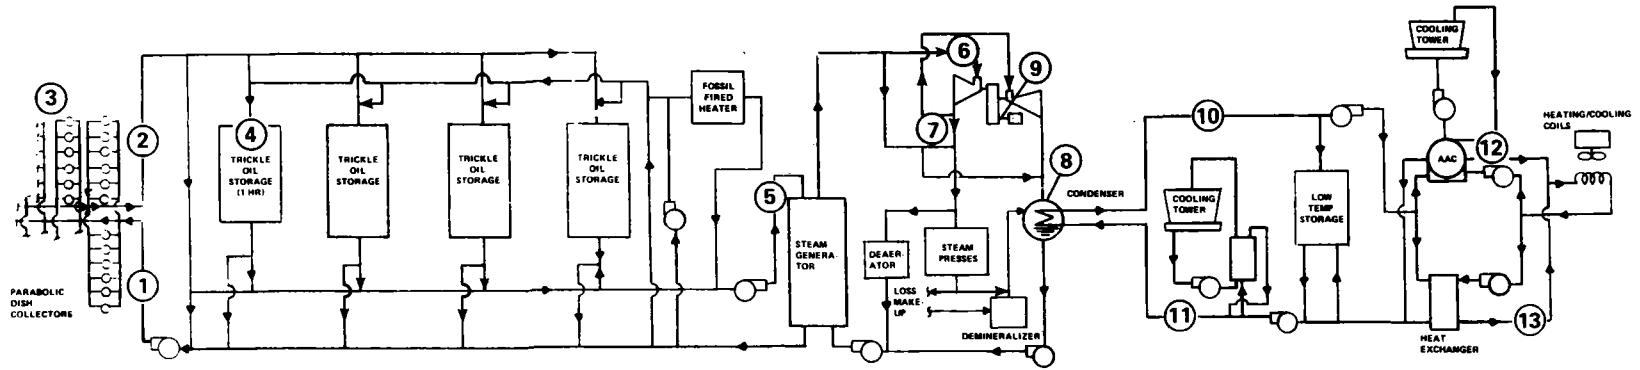 3
2
1
PARABOLIC
DISH
COLLECTORS
4
TRICKLE
OIL
STORAGE
(1 HR)
TRICKLE
OIL
STORAGE
TRICKLE
OIL
STORAGE
TRICKLE
OIL
STORAGE
FOSSIL
FIRED
HEATER
5
STEAM
GENERA-
TOR
6
7
9
8
CONDENSER
DEAER-
ATOR
STEAM
PRESSES
LOSS
MAKE-
UP
DEMINERALIZER
10
COOLING
TOWER
11
LOW
TEMP
STORAGE
COOLING
TOWER
AAC
12
HEATING/COOLING
COILS
13
HEAT
EXCHANGER